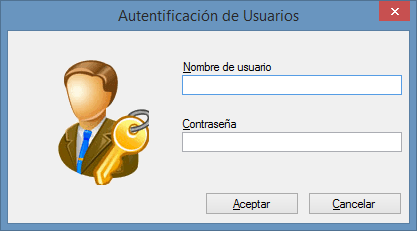 Autentificación de Usuarios
Nombre de usuario
Contraseña
Aceptar
Cancelar